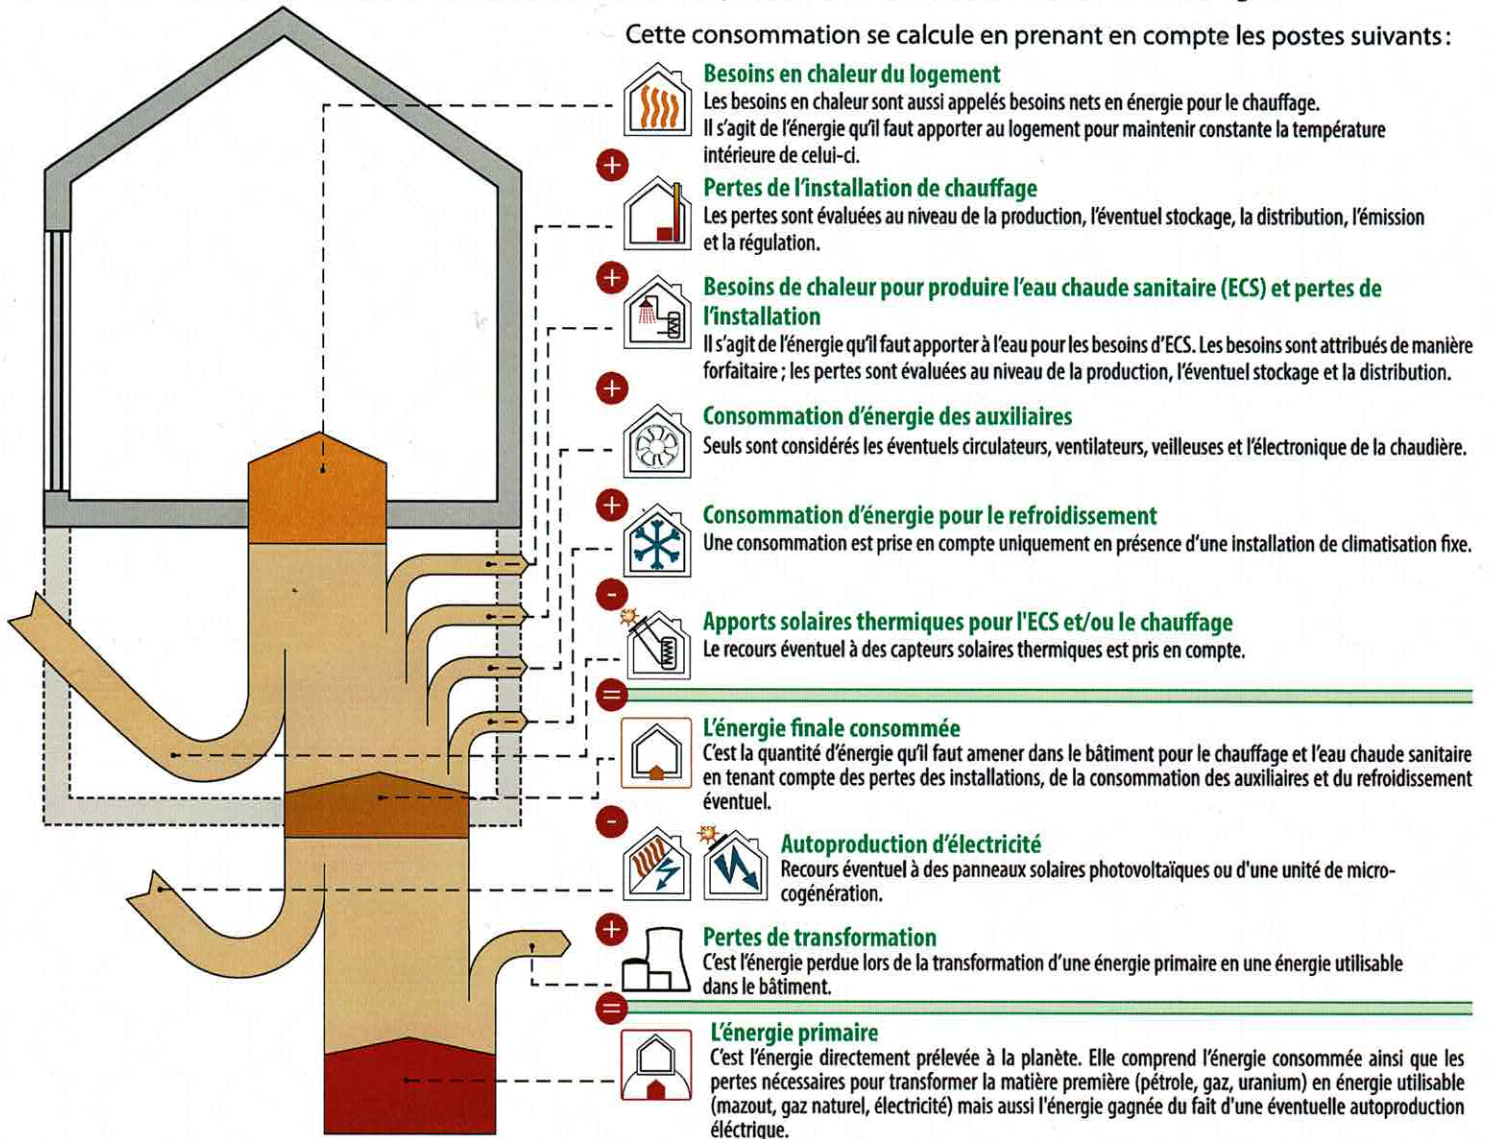 Cette consommation se calcule en prenant en compte les postes suivants :
Besoins en chaleur du logement
Les besoins en chaleur sont aussi appelés besoins nets en énergie pour le chauffage.
Il s'agit de l'énergie qu'il faut apporter au logement pour maintenir constante la température
intérieure de celui-ci.
+
Pertes de l'installation de chauffage
Les pertes sont évaluées au niveau de la production, l'éventuel stockage, la distribution, l'émission
et la régulation.
+
Besoins de chaleur pour produire l'eau chaude sanitaire (ECS) et pertes de
l'installation
Il s'agit de l'énergie qu'il faut apporter à l'eau pour les besoins d'ECS. Les besoins sont attribués de manière
forfaitaire ; les pertes sont évaluées au niveau de la production, l'éventuel stockage et la distribution.
+
Consommation d'énergie des auxiliaires
Seuls sont considérés les éventuels circulateurs, ventilateurs, veilleuses et l'électronique de la chaudière.
+
Consommation d'énergie pour le refroidissement
Une consommation est prise en compte uniquement en présence d'une installation de climatisation fixe.
-
Apports solaires thermiques pour l'ECS et/ou le chauffage
Le recours éventuel à des capteurs solaires thermiques est pris en compte.
=
L'énergie finale consommée
C'est la quantité d'énergie qu'il faut amener dans le bâtiment pour le chauffage et l'eau chaude sanitaire
en tenant compte des pertes des installations, de la consommation des auxiliaires et du refroidissement
éventuel.
-
Autoproduction d'électricité
Recours éventuel à des panneaux solaires photovoltaïques ou d'une unité de micro-
cogénération.
+
Pertes de transformation
C'est l'énergie perdue lors de la transformation d'une énergie primaire en une énergie utilisable
dans le bâtiment.
=
L'énergie primaire
C'est l'énergie directement prélevée à la planète. Elle comprend l'énergie consommée ainsi que les
pertes nécessaires pour transformer la matière première (pétrole, gaz, uranium) en énergie utilisable
(mazout, gaz naturel, électricité) mais aussi l'énergie gagnée du fait d'une éventuelle autoproduction
éléctrique.